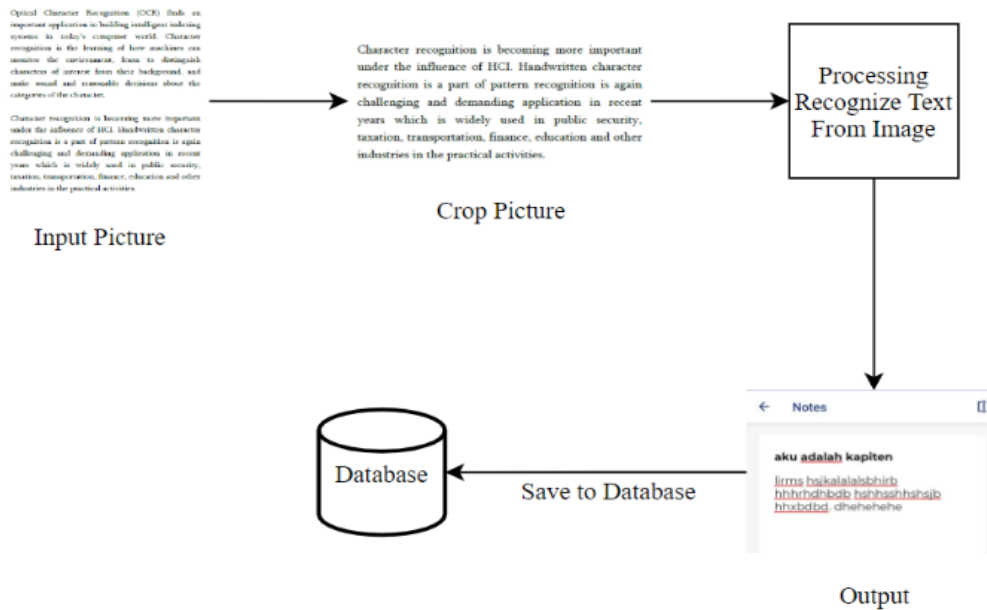 Optical Character Recognition (OCR) finds an
important application in building intelligent indexing
systems in today's computer world. Character
recognition is the learning of how machines can
monitor the environment, learn to distinguish
characters of interest from their background, and
make sound and reasonable decisions about the
categories of the character.
Character recognition is becoming more important
under the influence of HCI. Handwritten character
recognition is a part of pattern recognition is again
challenging and demanding application in recent
years which is widely used in public security,
taxation, transportation, finance, education and other
industries in the practical activities.
Input Picture
Character recognition is becoming more important
under the influence of HCI. Handwritten character
recognition is a part of pattern recognition is again
challenging and demanding application in recent
years which is widely used in public security,
taxation, transportation, finance, education and other
industries in the practical activities.
Crop Picture
Processing
Recognize Text
From Image
Notes
aku adalah kapiten
lirms hsjkalalalsbhirb
hhhrhdhbdb hshhsshhshsjb
hhxbdbd. dhehehehe
Output
Save to Database
Database